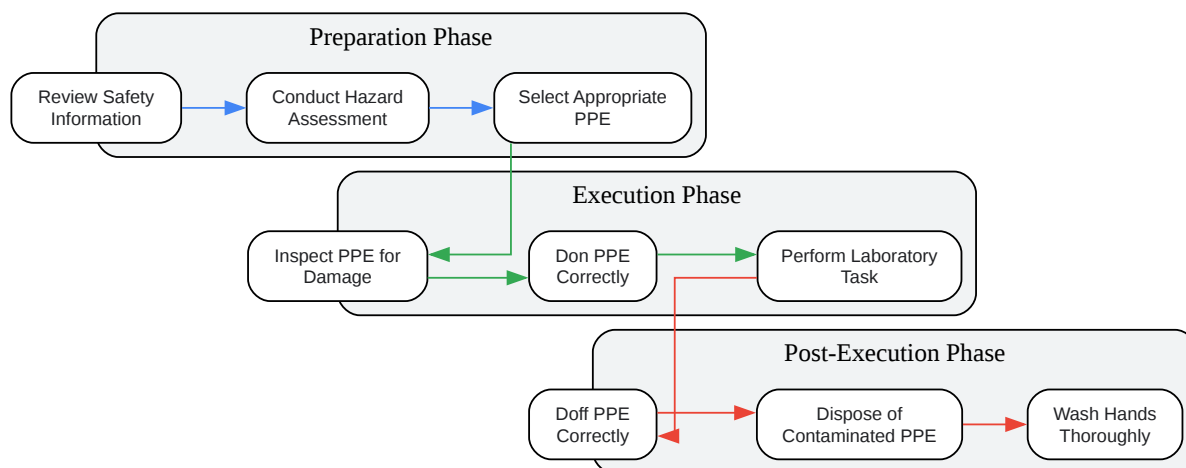 Preparation Phase
Review Safety
Information
Conduct Hazard
Assessment
Select Appropriate
PPE
Execution Phase
Inspect PPE for
Damage
Don PPE
Correctly
Perform Laboratory
Task
Post-Execution Phase
Doff PPE
Correctly
Dispose of
Contaminated PPE
Wash Hands
Thoroughly